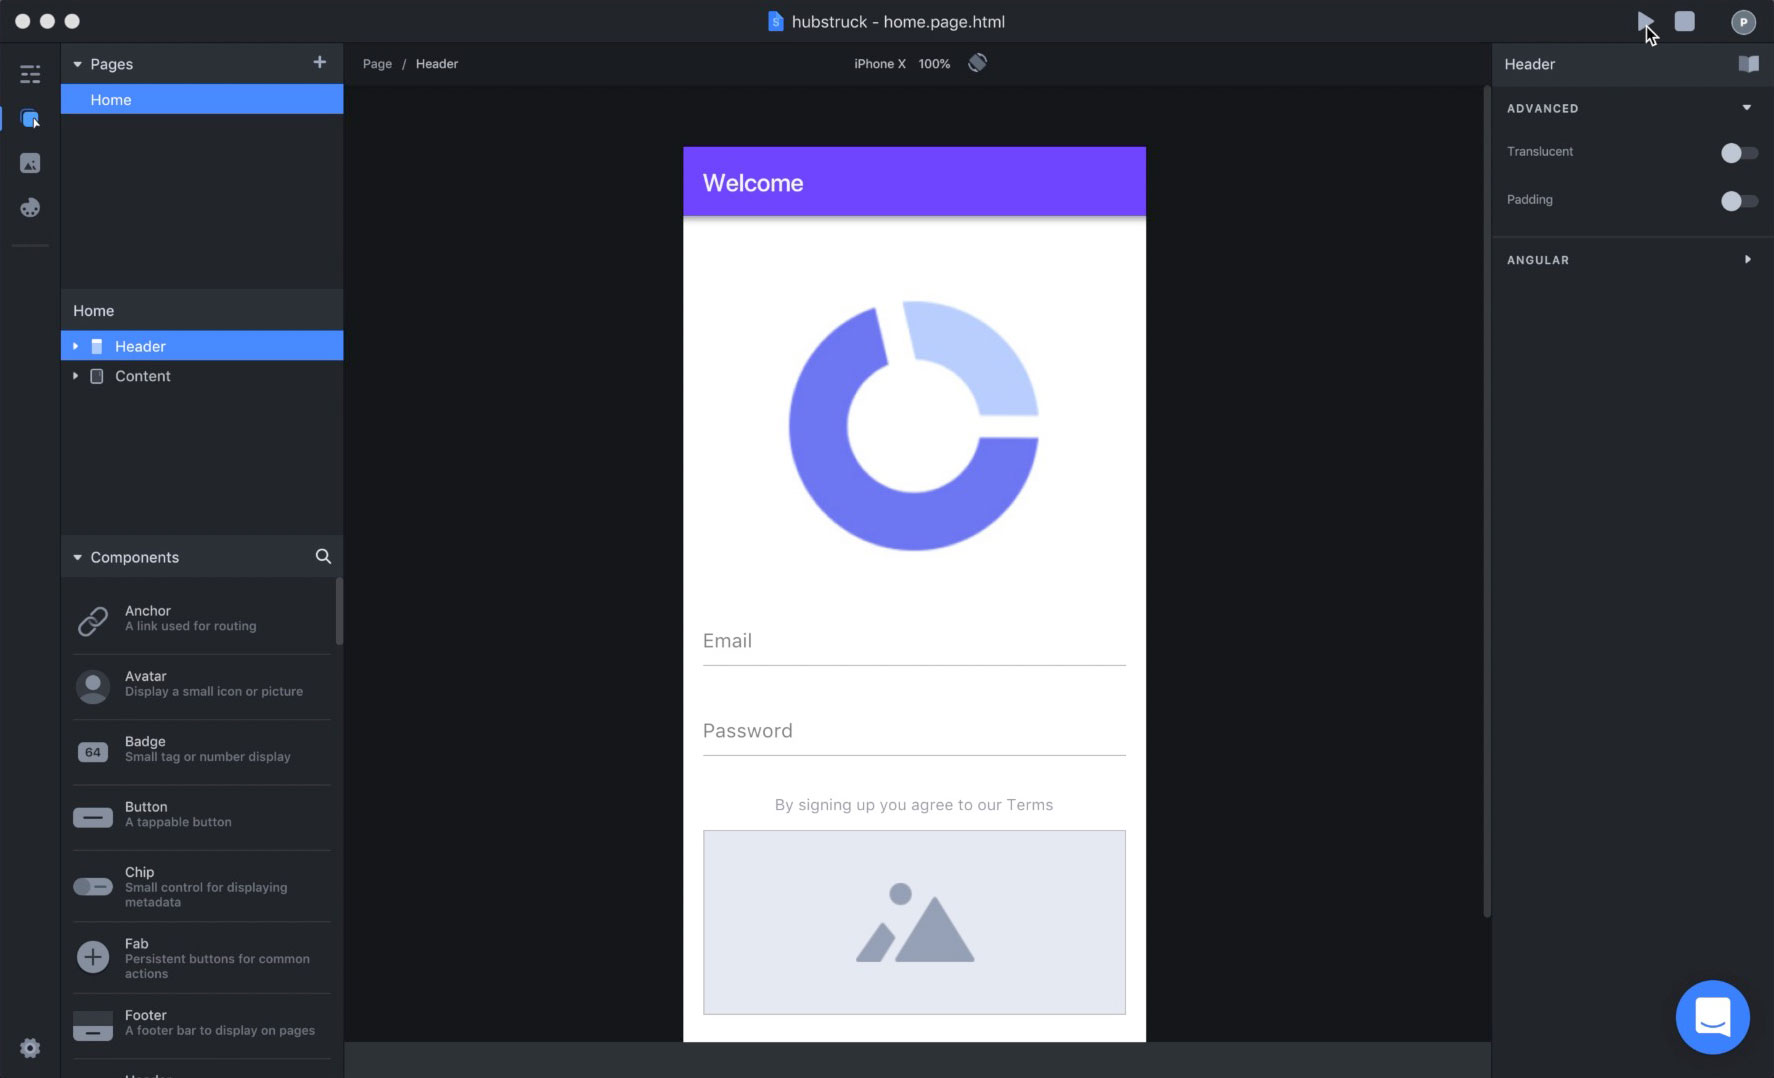 hubstruck - home.page.html
P
Pages
Home
Page / Header
iPhone X 100%
Header
ADVANCED
Translucent
Padding
ANGULAR
Home
Header
Content
Components
Anchor
A link used for routing
Avatar
Display a small icon or picture
64
Badge
Small tag or number display
Button
A tappable button
Chip
Small control for displaying
metadata
Fab
Persistent buttons for common
actions
Footer
A footer bar to display on pages
Welcome
Email
Password
By signing up you agree to our Terms